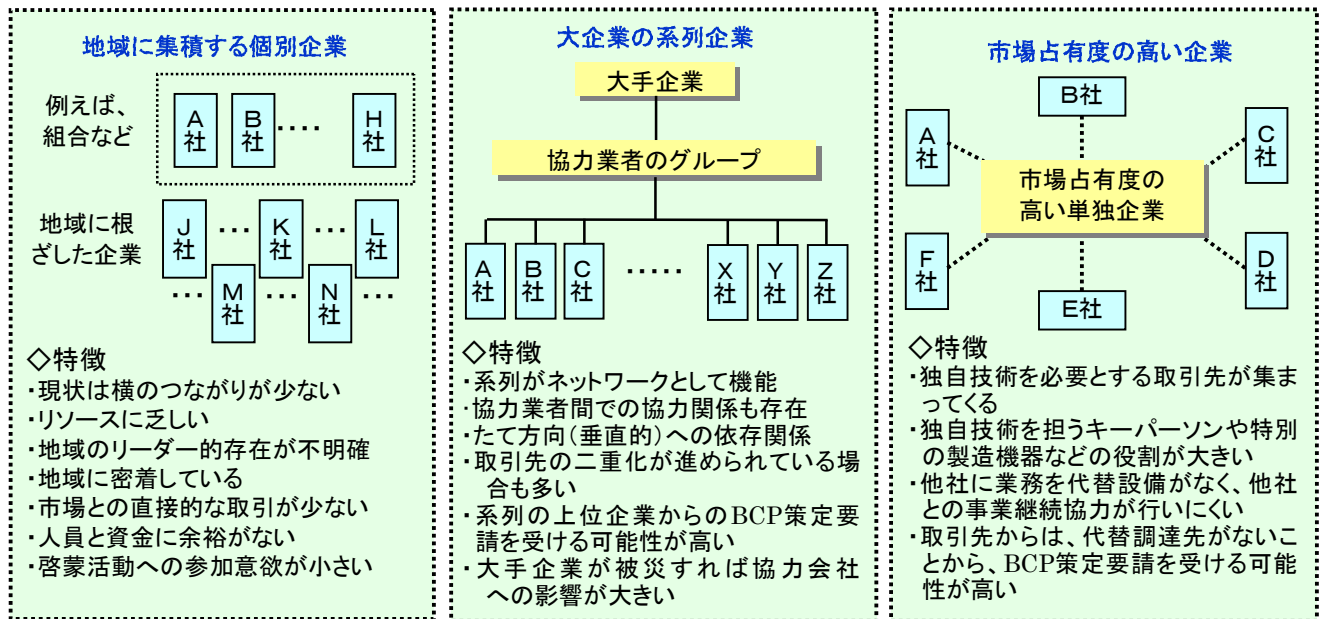 地域に集積する個別企業
例えば、
組合など
A社
B社
‥‥
H社
地域に根
ざした企業
J社
…
K社
…
L社
…
M社
…
N社
…
◇特徴
・現状は横のつながりが少ない
・リソースに乏しい
・地域のリーダー的存在が不明確
・地域に密着している
・市場との直接的な取引が少ない
・人員と資金に余裕がない
・啓蒙活動への参加意欲が小さい
大企業の系列企業
大手企業
協力業者のグループ
A社
B社
C社
‥‥‥
X社
Y社
Z社
◇特徴
・系列がネットワークとして機能
・協力業者間での協力関係も存在
・たて方向(垂直的)への依存関係
・取引先の二重化が進められている場
合も多い
・系列の上位企業からのBCP策定要
請を受ける可能性が高い
・大手企業が被災すれば協力会社
への影響が大きい
市場占有度の高い企業
B社
A社
C社
市場占有度の
高い単独企業
F社
D社
E社
◇特徴
・独自技術を必要とする取引先が集ま
ってくる
・独自技術を担うキーパーソンや特別
の製造機器などの役割が大きい
・他社に業務を代替設備がなく、他社
との事業継続協力が行いにくい
・取引先からは、代替調達先がないこ
とから、BCP策定要請を受ける可能
性が高い